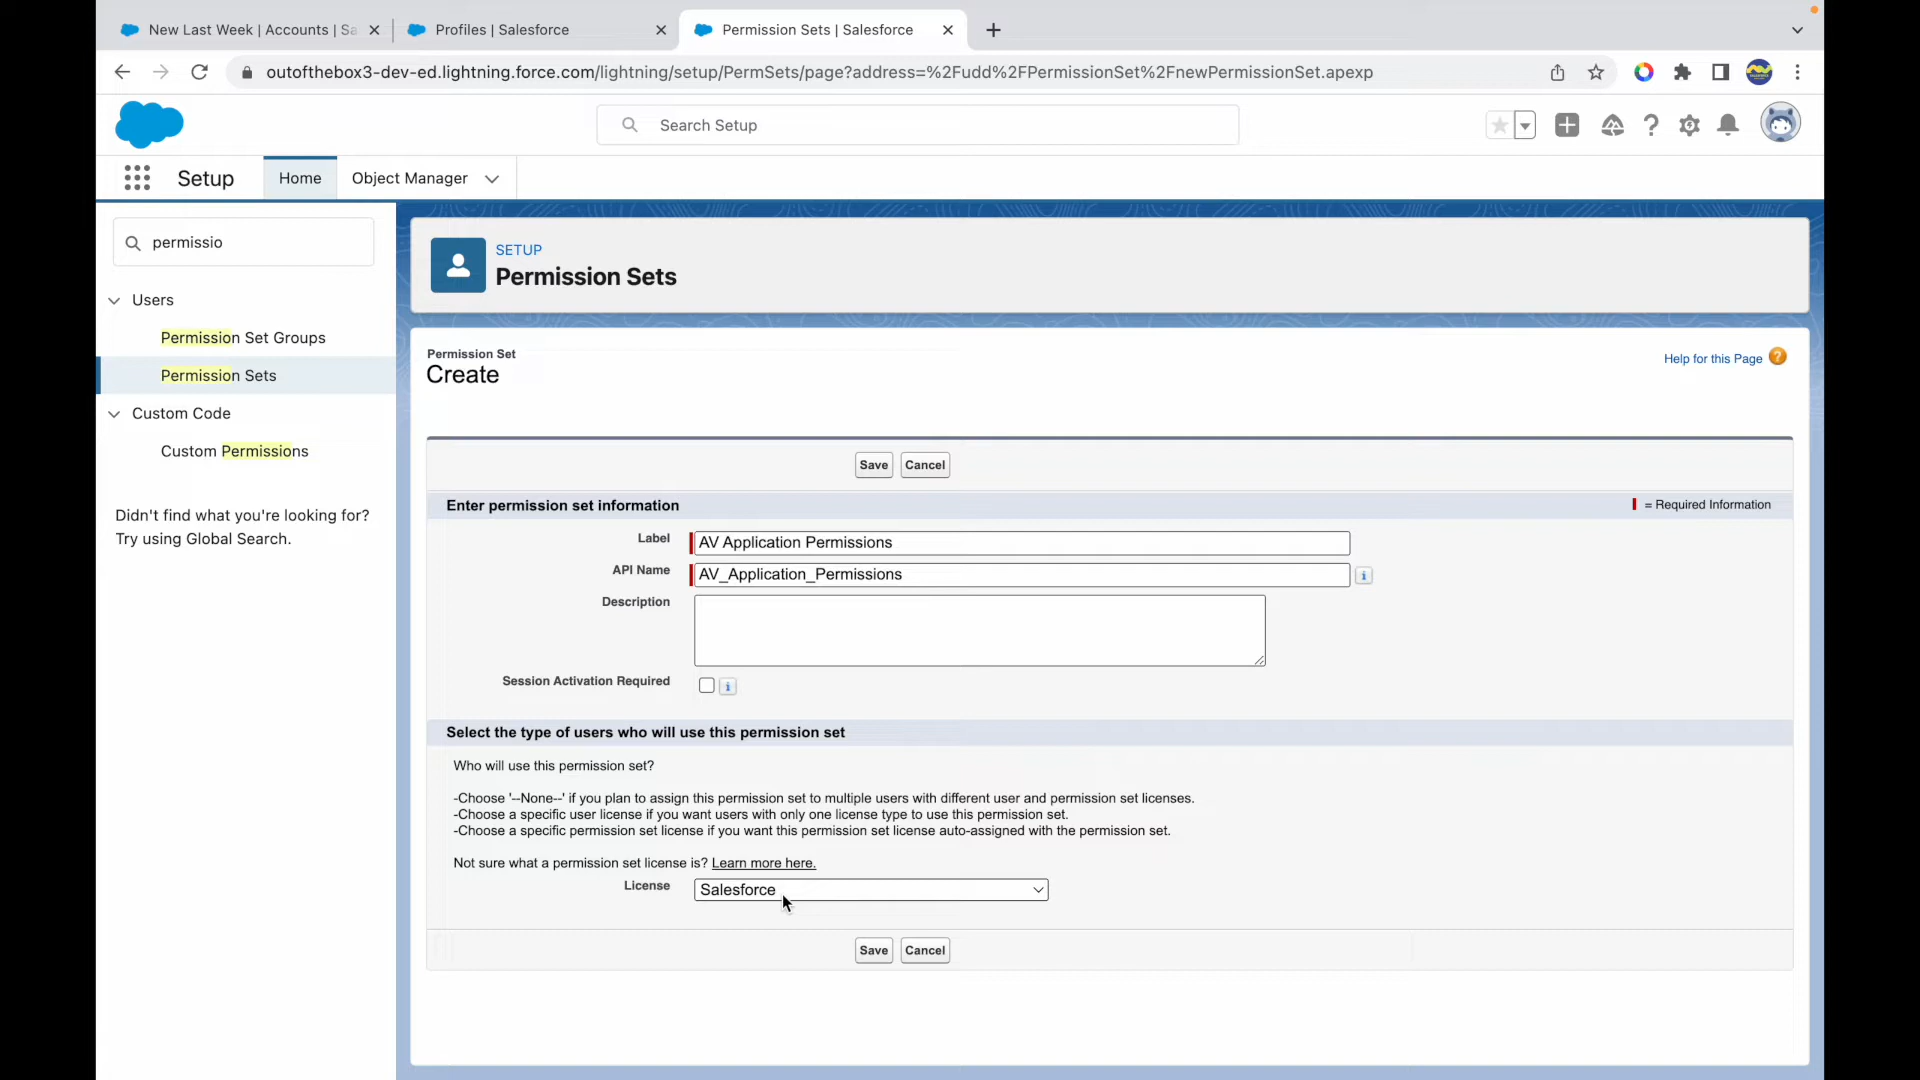 New Last Week | Accounts | Sa
Profiles | Salesforce
Permission Sets | Salesforce
outofthebox3-dev-ed.lightning.force.com/lightning/setup/PermSets/page?address=%2Fudd%2FPermissionSet%2FnewPermissionSet.apexp
Search Setup
Setup
Home
Object Manager
permissio
Users
Permission Set Groups
Permission Sets
Custom Code
Custom Permissions
Didn't find what you're looking for?
Try using Global Search.
SETUP
Permission Sets
Permission Set
Create
Help for this Page
Save
Cancel
Enter permission set information
= Required Information
Label
AV Application Permissions
API Name
AV_Application_Permissions
Description
Session Activation Required
Select the type of users who will use this permission set
Who will use this permission set?
-Choose '--None--' if you plan to assign this permission set to multiple users with different user and permission set licenses.
-Choose a specific user license if you want users with only one license type to use this permission set.
-Choose a specific permission set license if you want this permission set license auto-assigned with the permission set.
Not sure what a permission set license is? Learn more here.
License
Salesforce
Save
Cancel